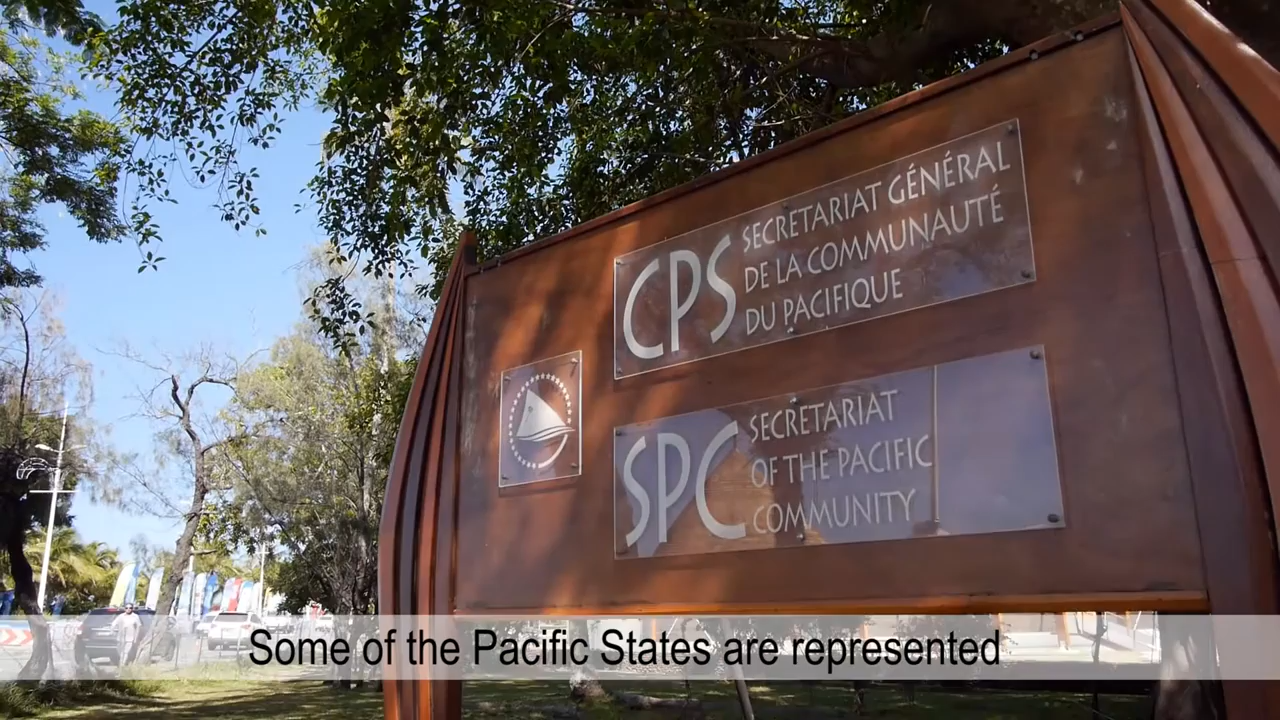 CPS
SECRÉTARIAT GÉNÉRAL
DE LA COMMUNAUTÉ
DU PACIFIQUE
SPC
SECRETARIAT
OF THE PACIFIC
COMMUNITY
Some of the Pacific States are represented